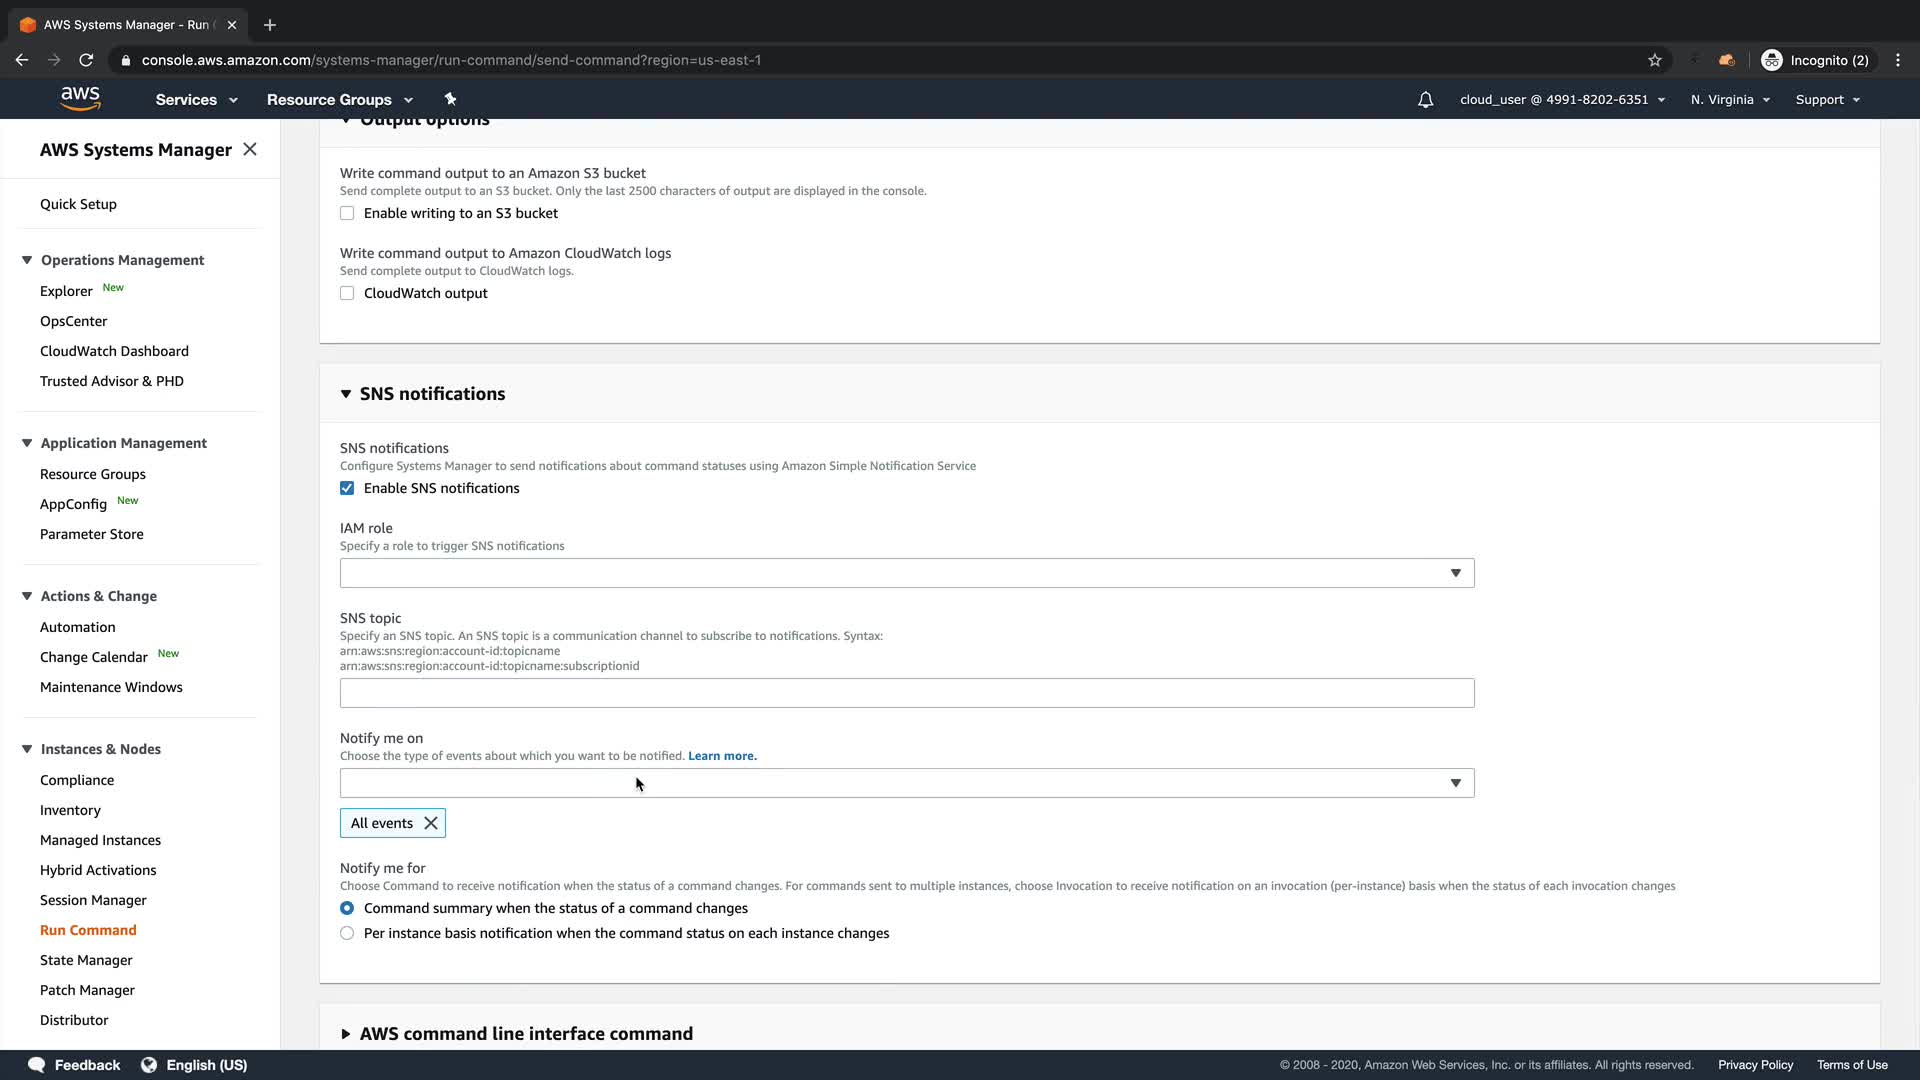 AWS Systems Manager - Run (
console.aws.amazon.com/systems-manager/run-command/send-command?region=us-east-1
Incognito (2)
aws
Services
Resource Groups
cloud_user @ 4991-8202-6351
N. Virginia
Support
AWS Systems Manager
Quick Setup
Operations Management
Explorer New
OpsCenter
CloudWatch Dashboard
Trusted Advisor & PHD
Application Management
Resource Groups
AppConfig New
Parameter Store
Actions & Change
Automation
Change Calendar New
Maintenance Windows
Instances & Nodes
Compliance
Inventory
Managed Instances
Hybrid Activations
Session Manager
Run Command
State Manager
Patch Manager
Distributor
Output options
Write command output to an Amazon S3 bucket
Send complete output to an S3 bucket. Only the last 2500 characters of output are displayed in the console.
Enable writing to an S3 bucket
Write command output to Amazon CloudWatch logs
Send complete output to CloudWatch logs.
CloudWatch output
SNS notifications
SNS notifications
Configure Systems Manager to send notifications about command statuses using Amazon Simple Notification Service
Enable SNS notifications
IAM role
Specify a role to trigger SNS notifications
SNS topic
Specify an SNS topic. An SNS topic is a communication channel to subscribe to notifications. Syntax:
arn:aws:sns:region:account-id:topicname
arn:aws:sns:region:account-id:topicname:subscriptionid
Notify me on
Choose the type of events about which you want to be notified. Learn more.
All events
Notify me for
Choose Command to receive notification when the status of a command changes. For commands sent to multiple instances, choose Invocation to receive notification on an invocation (per-instance) basis when the status of each invocation changes
Command summary when the status of a command changes
Per instance basis notification when the command status on each instance changes
AWS command line interface command
Feedback
English (US)
© 2008 - 2020, Amazon Web Services, Inc. or its affiliates. All rights reserved.
Privacy Policy
Terms of Use